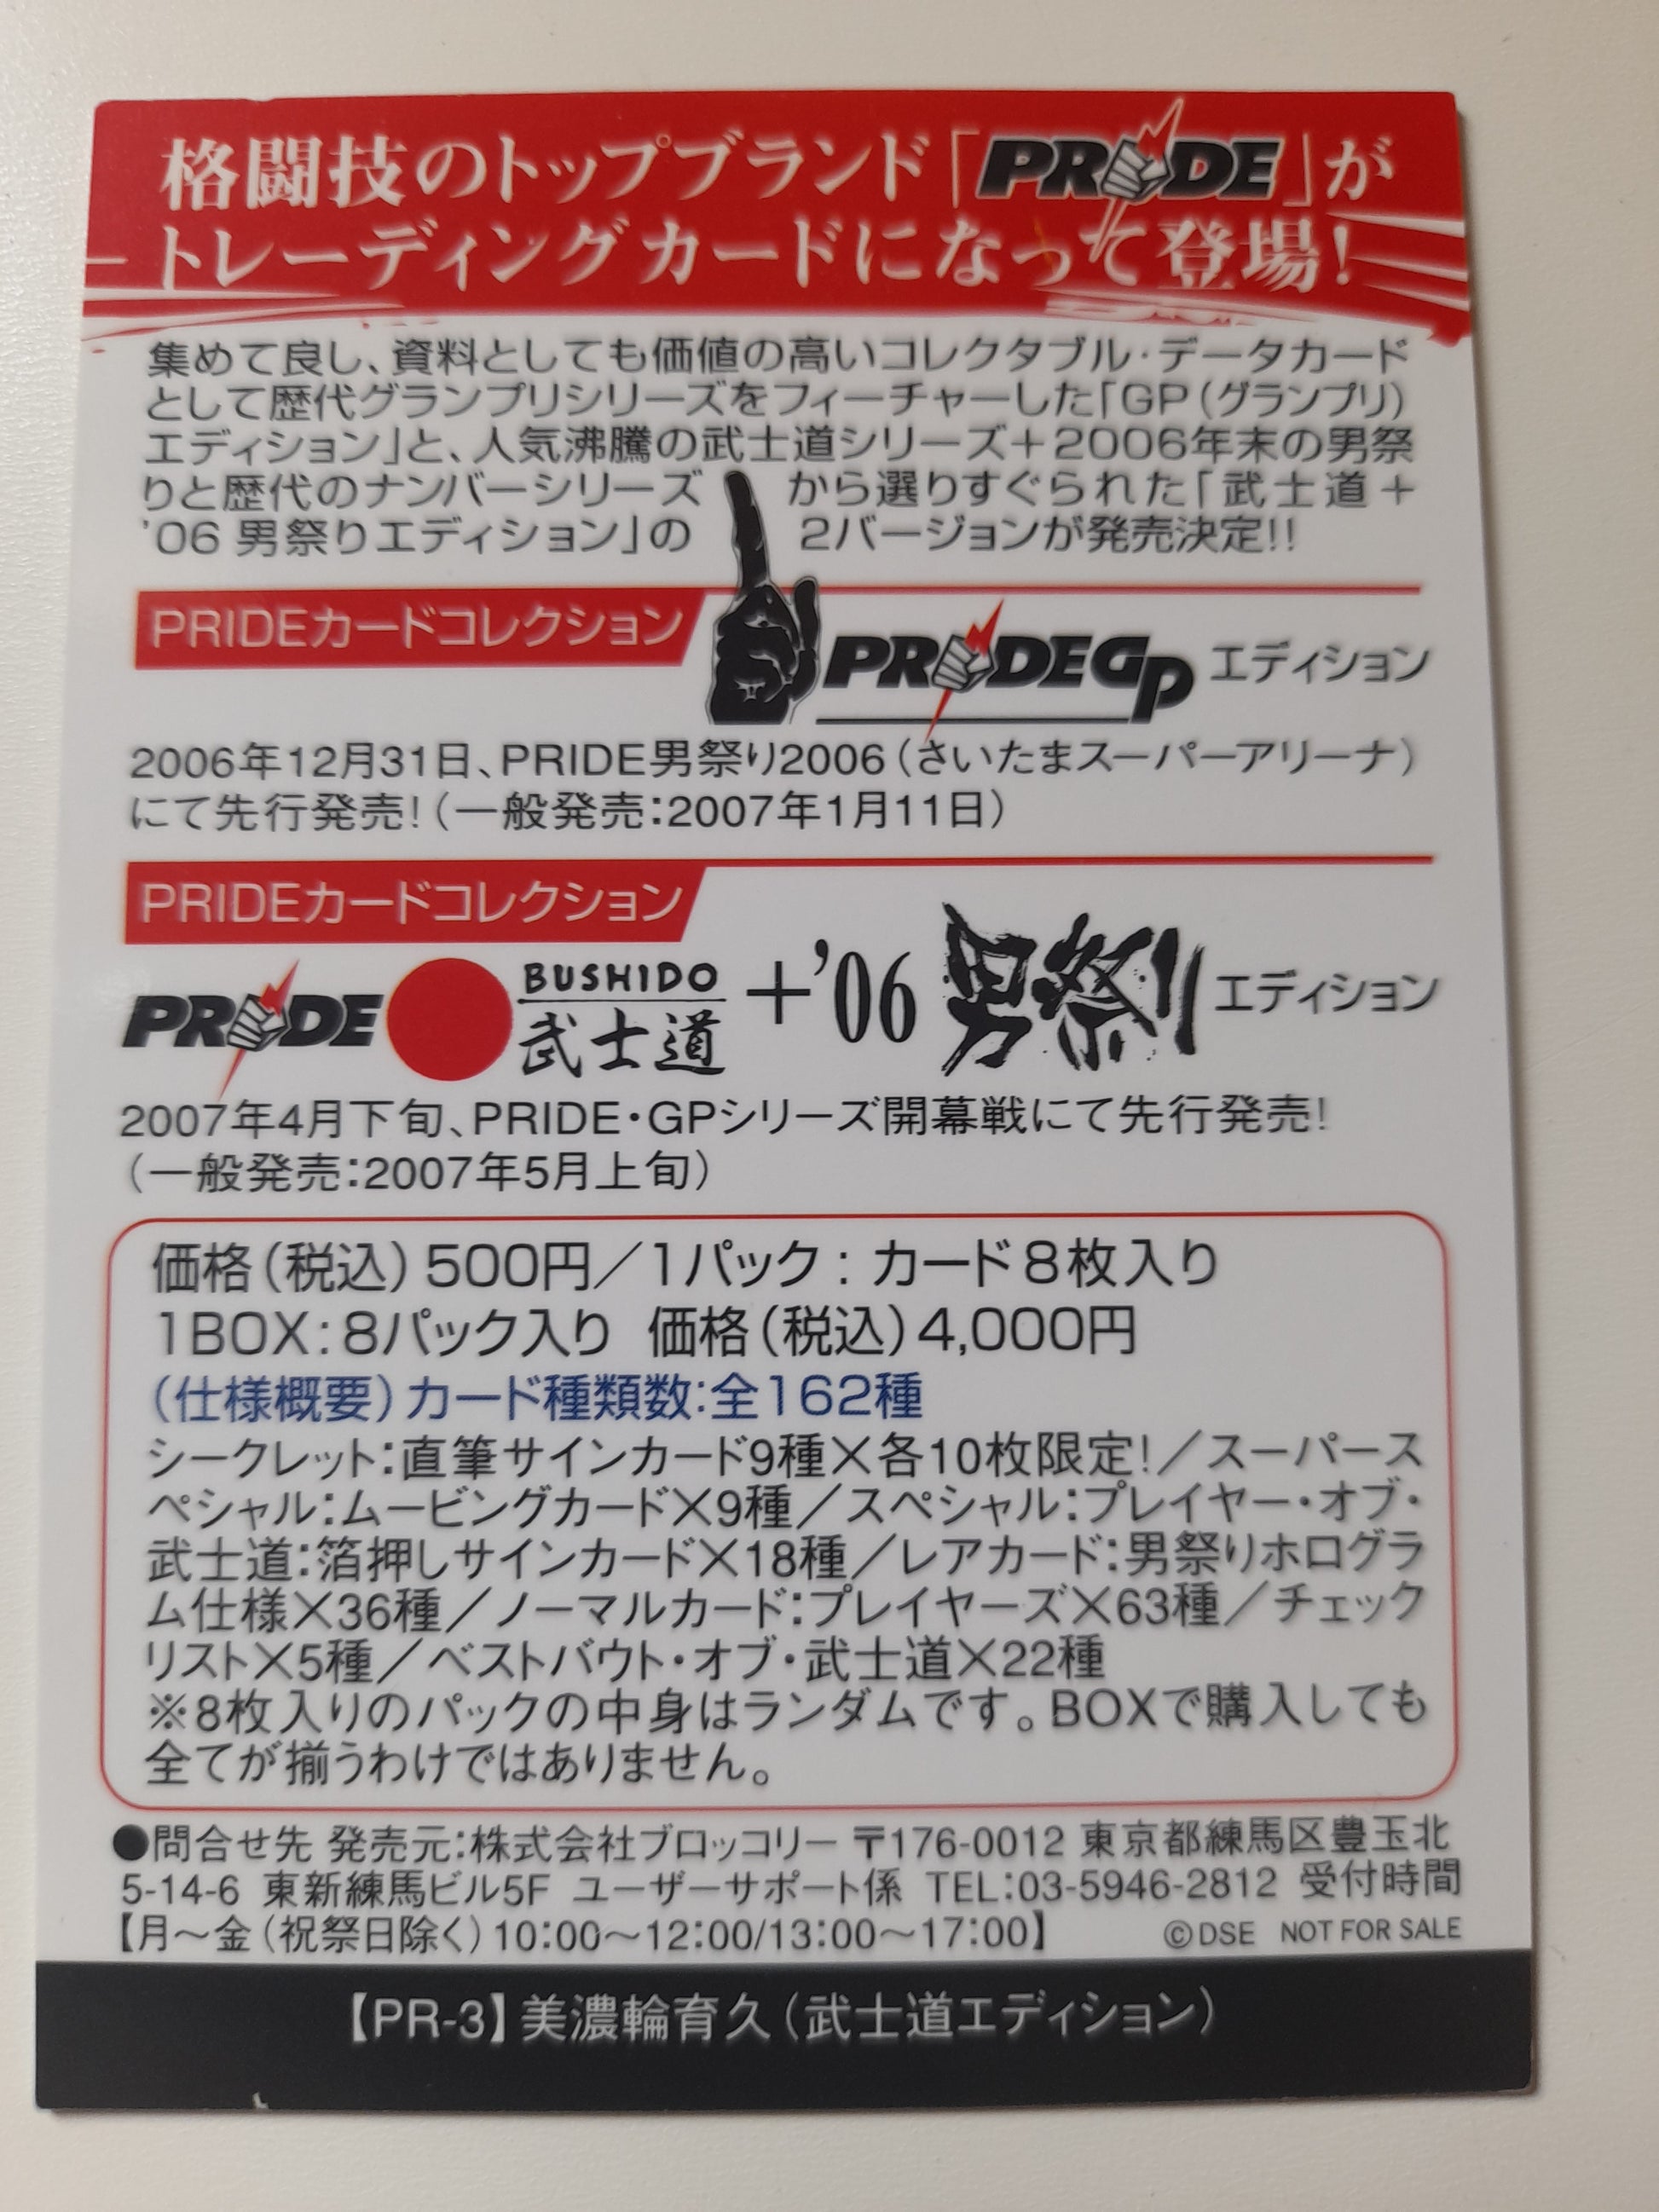 格闘技のトップブランド「PRIDE」が
トレーディングカードになって登場!
集めて良し、資料としても価値の高いコレクタブル・データカード
として歴代グランプリシリーズをフィーチャーした「GP（グランプリ）
エディション」と、人気沸騰の武士道シリーズ＋2006年末の男祭
りと歴代のナンバーシリーズから選りすぐられた「武士道＋
'06 男祭りエディション」の2バージョンが発売決定!!
PRIDEカードコレクション
PRIDE GP エディション
2006年12月31日、PRIDE男祭り2006（さいたまスーパーアリーナ）
にて先行発売!（一般発売：2007年1月11日）
PRIDEカードコレクション
PRIDE BUSHIDO 武士道 ＋'06 男祭り エディション
2007年4月下旬、PRIDE・GPシリーズ開幕戦にて先行発売!
（一般発売：2007年5月上旬）
価格（税込）500円／1パック：カード8枚入り
1BOX：8パック入り 価格（税込）4,000円
（仕様概要）カード種類数：全162種
シークレット：直筆サインカード9種×各10枚限定!／スーパース
ペシャル：ムービングカード×9種／スペシャル：プレイヤー・オブ・
武士道：箔押しサインカード×18種／レアカード：男祭りホログラ
ム仕様×36種／ノーマルカード：プレイヤーズ×63種／チェック
リスト×5種／ベストバウト・オブ・武士道×22種
※8枚入りのパックの中身はランダムです。BOXで購入しても
全てが揃うわけではありません。
●問合せ先 発売元：株式会社ブロッコリー 〒176-0012 東京都練馬区豊玉北
5-14-6 東新練馬ビル5F ユーザーサポート係 TEL：03-5946-2812 受付時間
【月～金（祝祭日除く）10：00～12：00/13：00～17：00】 ©DSE NOT FOR SALE
【PR-3】美濃輪育久（武士道エディション）